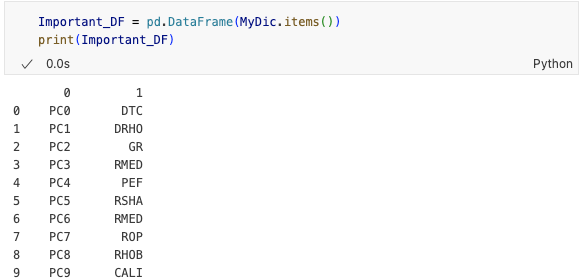 Important_DF = pd.DataFrame(MyDic.items())
print(Important_DF)
0.0s Python
0 1
0 PC0 DTC
1 PC1 DRHO
2 PC2 GR
3 PC3 RMED
4 PC4 PEF
5 PC5 RSHA
6 PC6 RMED
7 PC7 ROP
8 PC8 RHOB
9 PC9 CALI